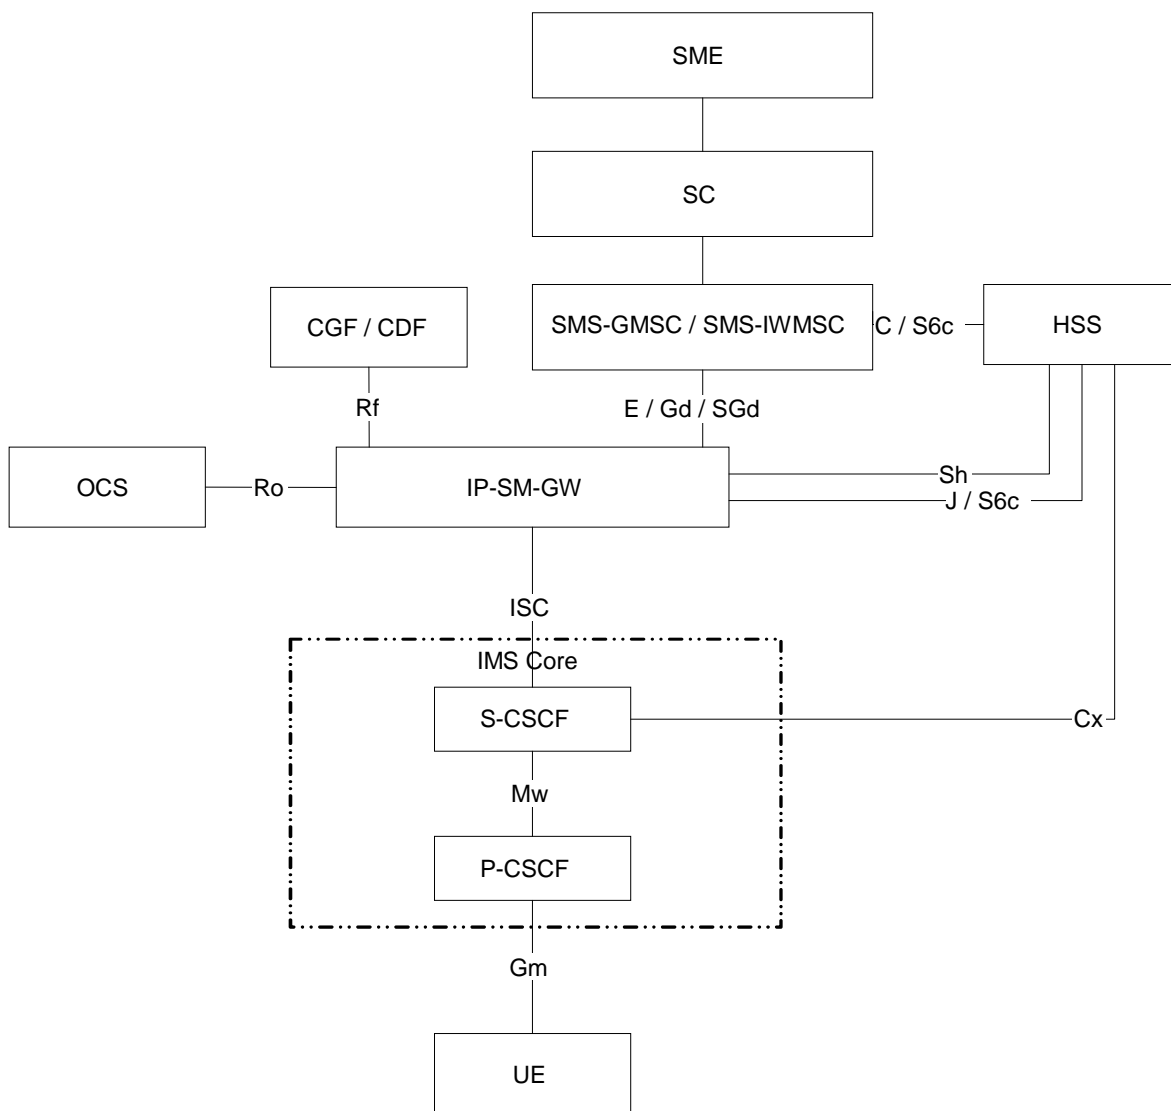 SME
SC
CGF / CDF
SMS-GMSC / SMS-IWMSC
C / S6c
HSS
Rf
E / Gd / SGd
OCS
Ro
IP-SM-GW
Sh
J / S6c
ISC
IMS Core
S-CSCF
Cx
Mw
P-CSCF
Gm
UE